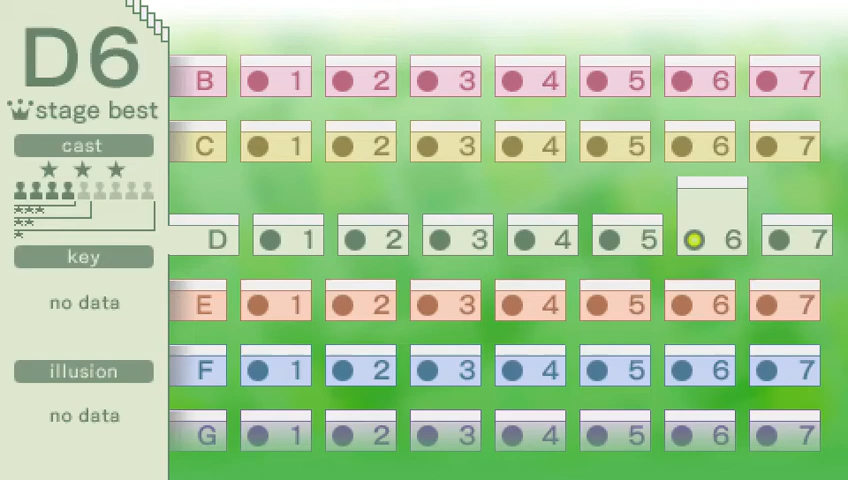 D6
stage best
cast
★ ★ ★
★★★
★★
★
key
no data
illusion
no data
B 1 2 3 4 5 6 7
C 1 2 3 4 5 6 7
D 1 2 3 4 5 6 7
E 1 2 3 4 5 6 7
F 1 2 3 4 5 6 7
G 1 2 3 4 5 6 7